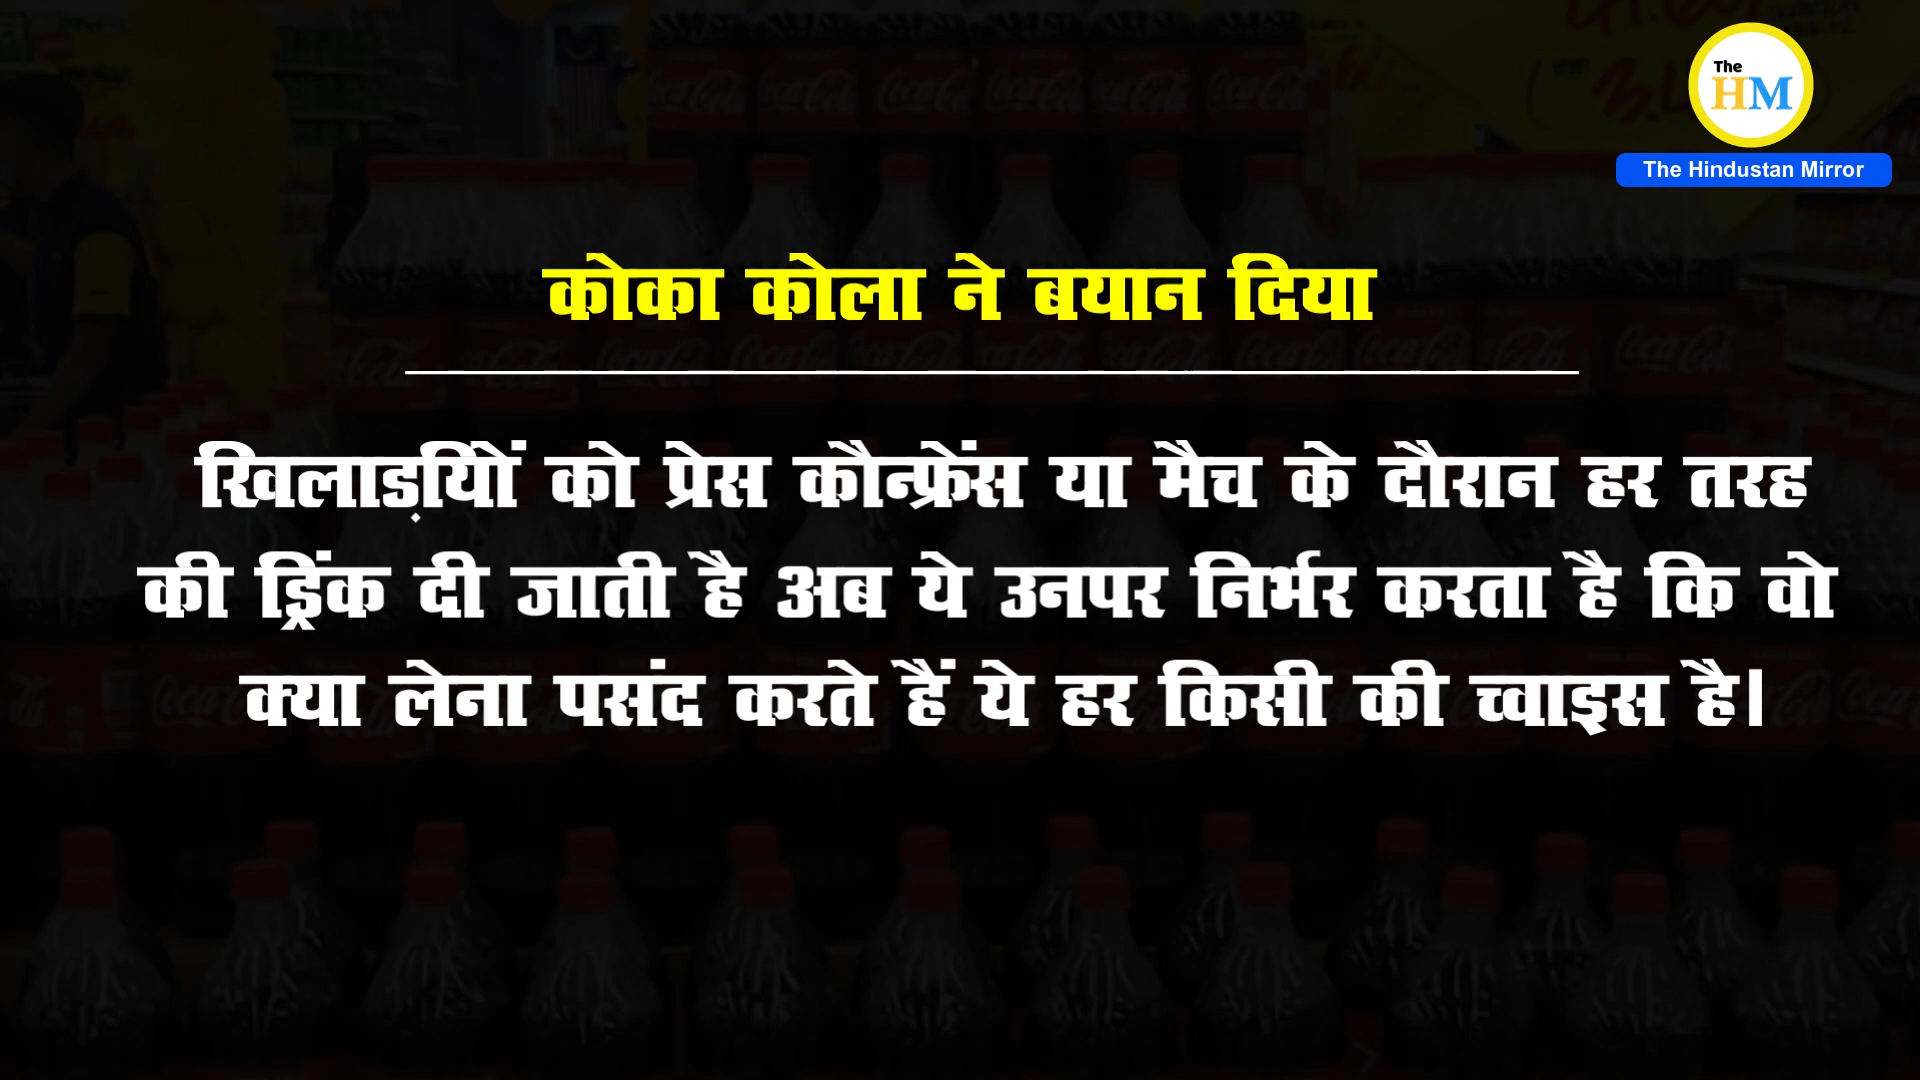 The
HM
The Hindustan Mirror
कोका कोला ने बयान दिया
खिलाड़ियों को प्रेस कौन्फ्रेंस या मैच के दौरान हर तरह
की ड्रिंक दी जाती है अब ये उनपर निर्भर करता है कि वो
क्या लेना पसंद करते हैं ये हर किसी की च्वाइस है।